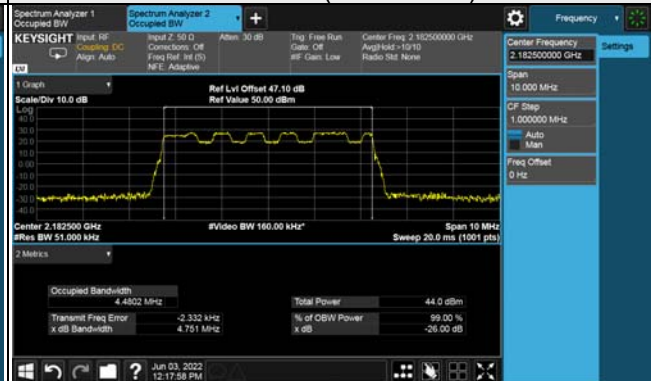 Spectrum Analyzer 1
Occupied BW
Spectrum Analyzer 2
Occupied BW
Frequency
KEYSIGHT
Input: RF
Coupling: DC
Align: Auto
Input Z: 50 Ω
Corrections: Off
Freq Ref: Int (S)
NFE: Adaptive
Atten: 30 dB
Trig: Free Run
Gate: Off
#IF Gain: Low
Center Freq: 2.182500000 GHz
Avg|Hold:>10/10
Radio Std: None
Center Frequency
2.182500000 GHz
Settings
Span
10.000 MHz
CF Step
1.000000 MHz
Auto
Man
Freq Offset
0 Hz
1 Graph
Scale/Div 10.0 dB
Ref Lvl Offset 47.10 dB
Ref Value 50.00 dBm
Log
40.0
30.0
20.0
10.0
0.00
-10.0
-20.0
-30.0
-40.0
Center 2.182500 GHz
#Res BW 51.000 kHz
#Video BW 160.00 kHz*
Span 10 MHz
Sweep 20.0 ms (1001 pts)
2 Metrics
Occupied Bandwidth
4.4802 MHz
Total Power
44.0 dBm
Transmit Freq Error
-2.332 kHz
% of OBW Power
99.00 %
x dB Bandwidth
4.751 MHz
x dB
-26.00 dB
Jun 03, 2022
12:17:58 PM